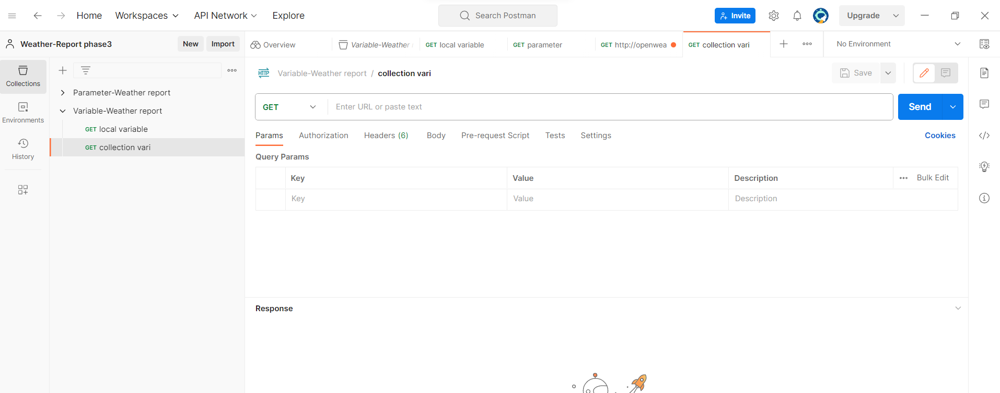 Home Workspaces API Network Explore Search Postman Invite Upgrade
Weather-Report phase3 New Import Overview Variable-Weather GET local variable GET parameter GET http://openwea GET collection vari No Environment
Collections
Environments
History
Parameter-Weather report
Variable-Weather report
GET local variable
GET collection vari
HTTP Variable-Weather report / collection vari Save
GET Enter URL or paste text Send
Params Authorization Headers (6) Body Pre-request Script Tests Settings Cookies
Query Params
Key Value Description Bulk Edit
Key Value Description
Response